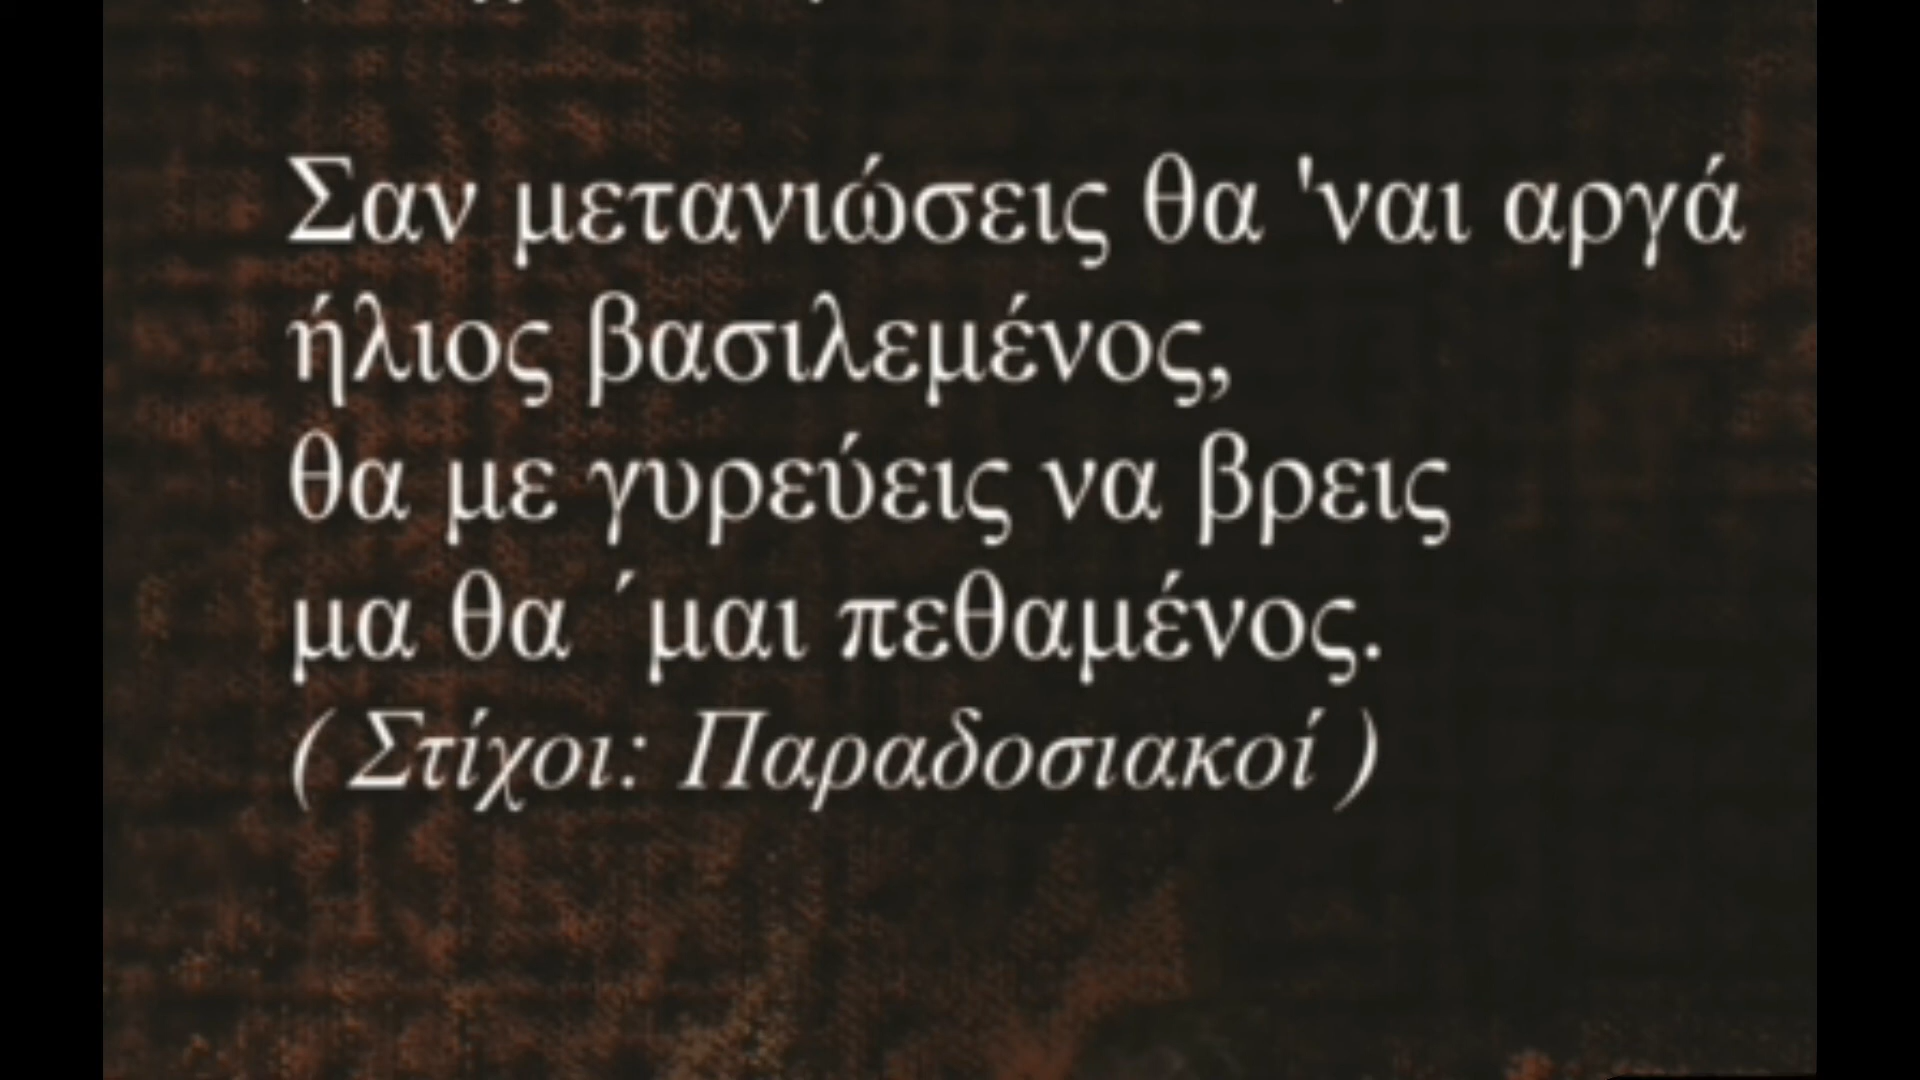 Σαν μετανιώσεις θα 'ναι αργά
ήλιος βασιλεμένος,
θα με γυρεύεις να βρεις
μα θα ΄μαι πεθαμένος.
( Στίχοι: Παραδοσιακοί )